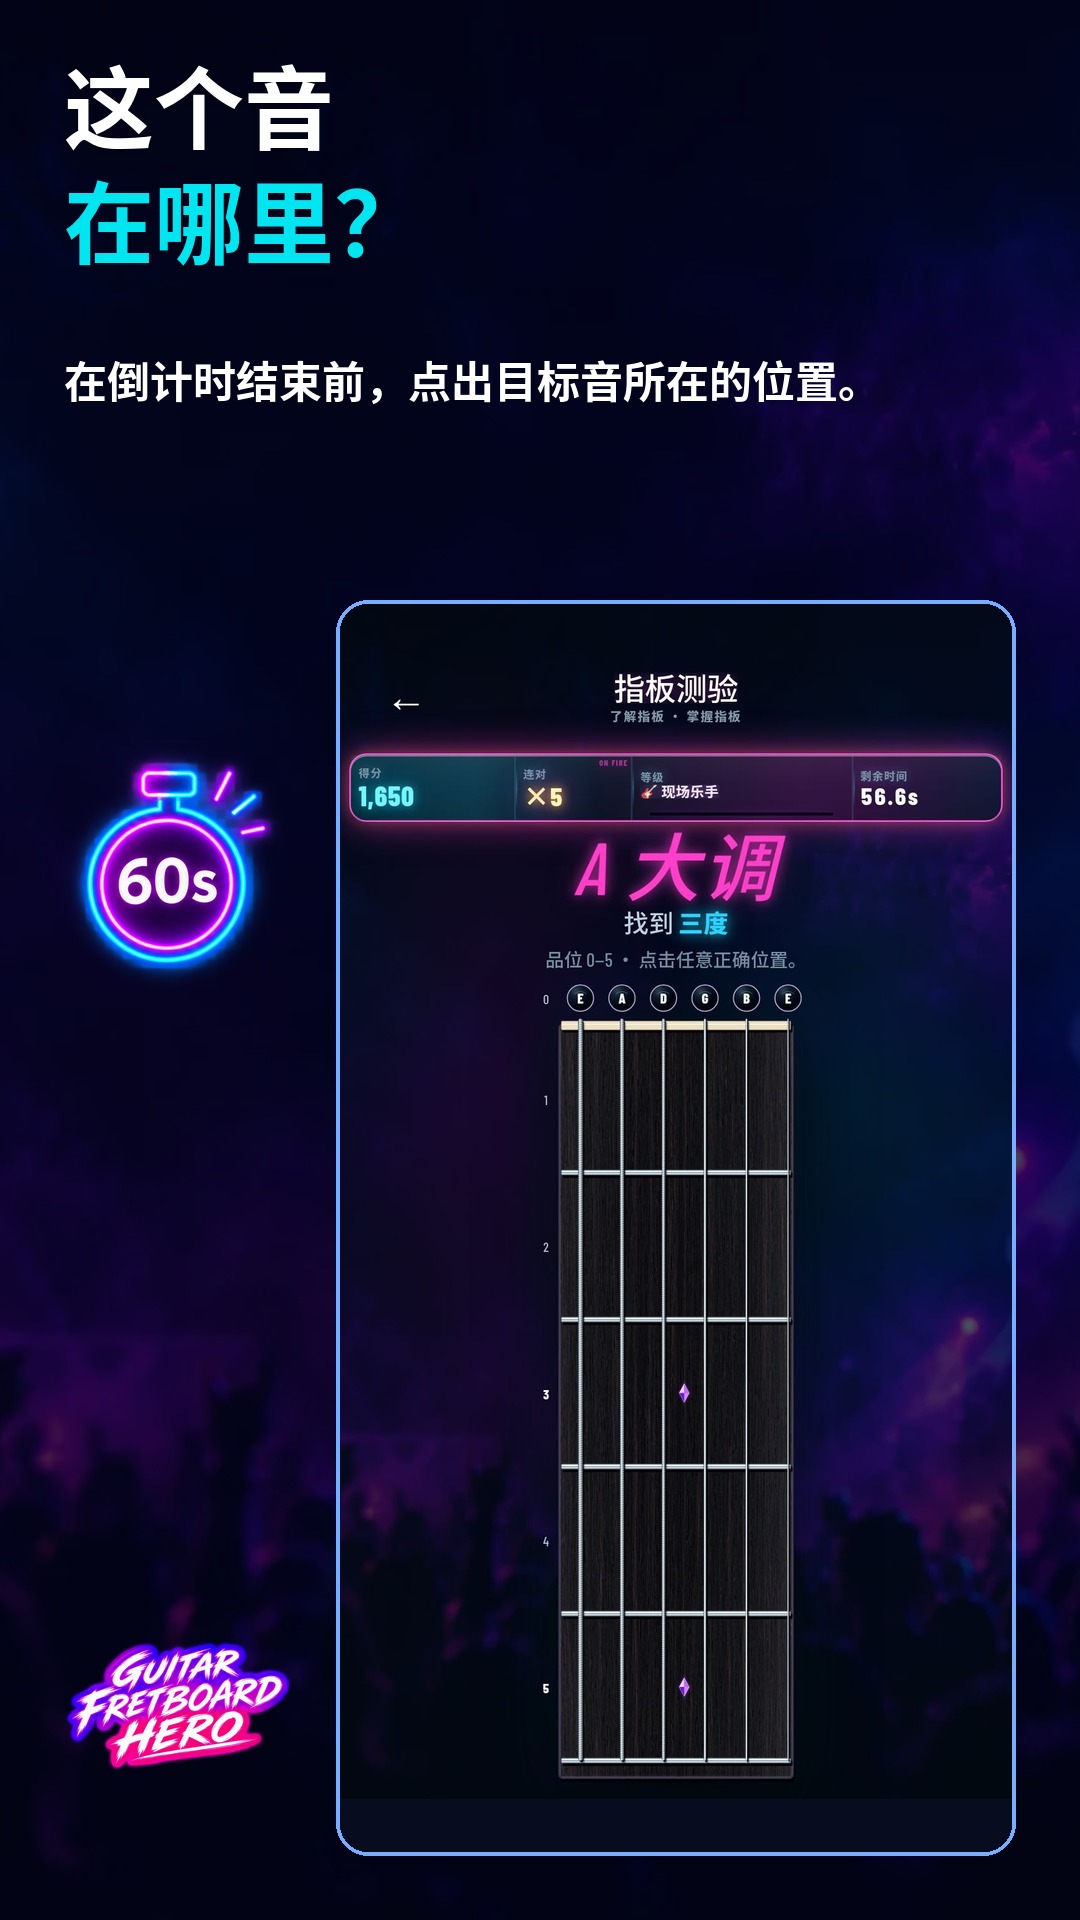 这个音
在哪里?
在倒计时结束前，点出目标音所在的位置。
指板测验
了解指板 • 掌握指板
得分
1,650
连对
×5
ON FIRE
等级
🎸 现场乐手
剩余时间
56.6s
60s
A 大调
找到 三度
品位 0–5 • 点击任意正确位置。
0 E A D G B E
1
2
3
4
5
GUITAR
FRETBOARD
HERO